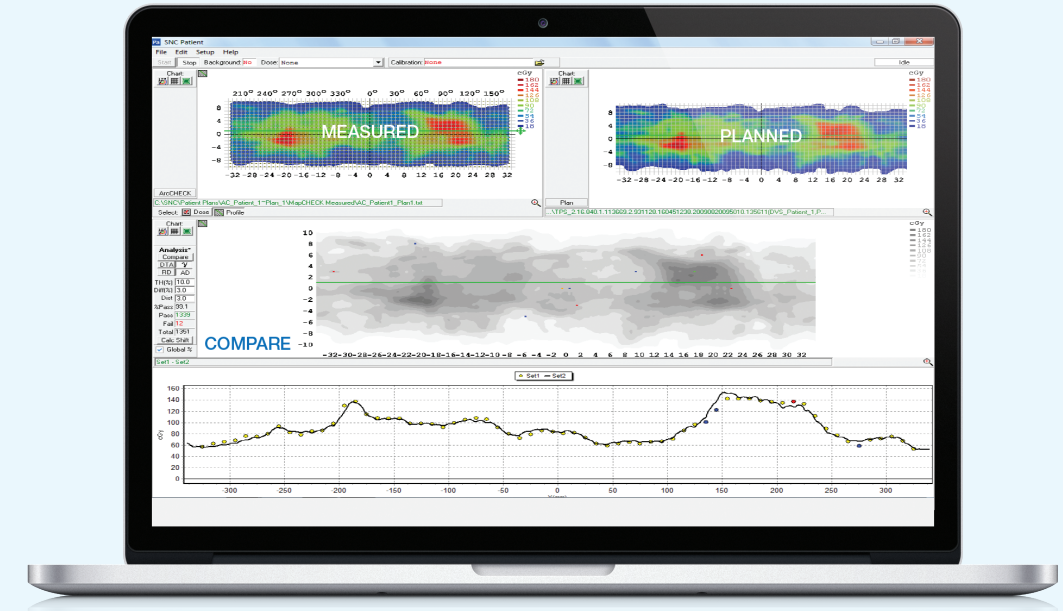 SNC Patient
File Edit Setup Help
Start Stop Background: no Dose: None Calibration: None Idle
Chart:
cGy
180
162
144
126
108
90
72
54
36
18
210° 240° 270° 300° 330° 0° 30° 60° 90° 120° 150°
8
4
0
-4
-8
MEASURED
-32 -28 -24 -20 -16 -12 -8 -4 0 4 8 12 16 20 24 28 32
ArcCHECK
C:\SNC\Patient Plans\AC_Patient_1~Plan_1\MapCHECK Measured\AC_Patient1_Plan1.txt
Chart:
cGy
180
162
144
126
108
90
72
54
36
18
8
4
0
-4
-8
PLANNED
-32 -28 -24 -20 -16 -12 -8 -4 0 4 8 12 16 20 24 28 32
Plan
Select: Dose Profile
Chart:
Analysis
Compare
DTA γ
RD AD
TH(%) 10.0
Diff(%) 3.0
Dist 3.0
%Pass 99.1
Pass 1339
Fail 12
Total 1351
Calc Shift
Global %
cGy
180
162
144
126
108
90
10
8
6
4
2
0
-2
-4
-6
-8
-10
COMPARE
-32-30-28-26-24-22-20-18-16-14-12-10 -8 -6 -4 -2 0 2 4 6 8 10 12 14 16 18 20 22 24 26 28 30 32
Set1 - Set2
Set1 Set2
160
140
120
100
80
60
40
20
0
cGy
-300 -250 -200 -150 -100 -50 0 50 100 150 200 250 300